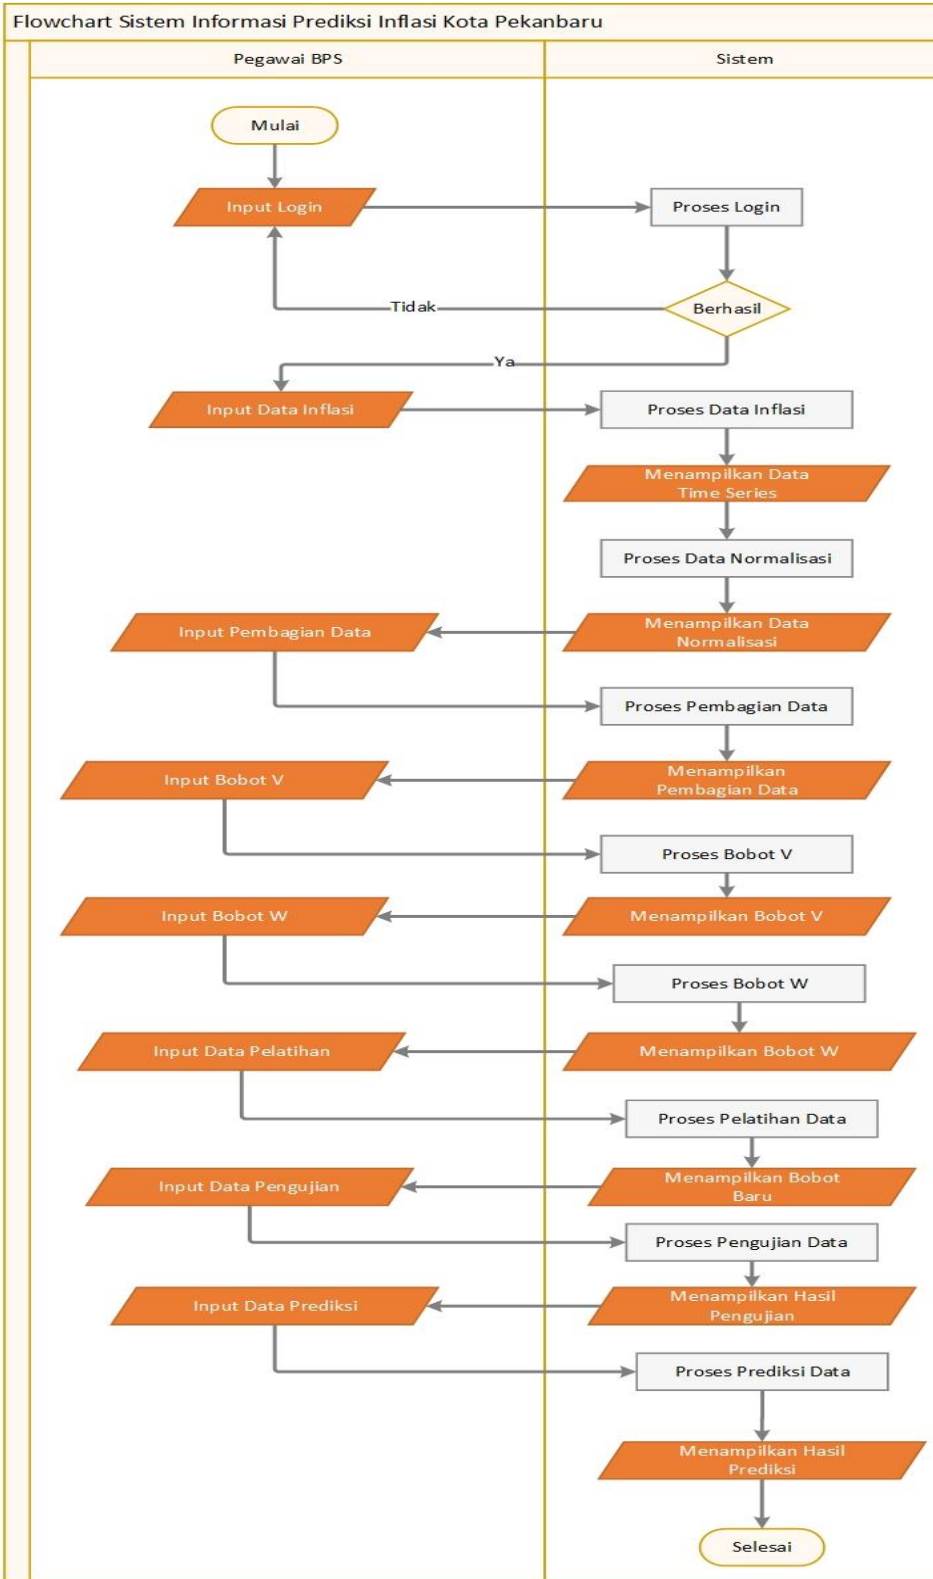 Flowchart Sistem Informasi Prediksi Inflasi Kota Pekanbaru
Pegawai BPS
Sistem
Mulai
Input Login
Proses Login
Berhasil
Tidak
Ya
Input Data Inflasi
Proses Data Inflasi
Menampilkan Data
Time Series
Proses Data Normalisasi
Menampilkan Data
Normalisasi
Input Pembagian Data
Proses Pembagian Data
Menampilkan
Pembagian Data
Input Bobot V
Proses Bobot V
Menampilkan Bobot V
Input Bobot W
Proses Bobot W
Menampilkan Bobot W
Input Data Pelatihan
Proses Pelatihan Data
Menampilkan Bobot
Baru
Input Data Pengujian
Proses Pengujian Data
Menampilkan Hasil
Pengujian
Input Data Prediksi
Proses Prediksi Data
Menampilkan Hasil
Prediksi
Selesai